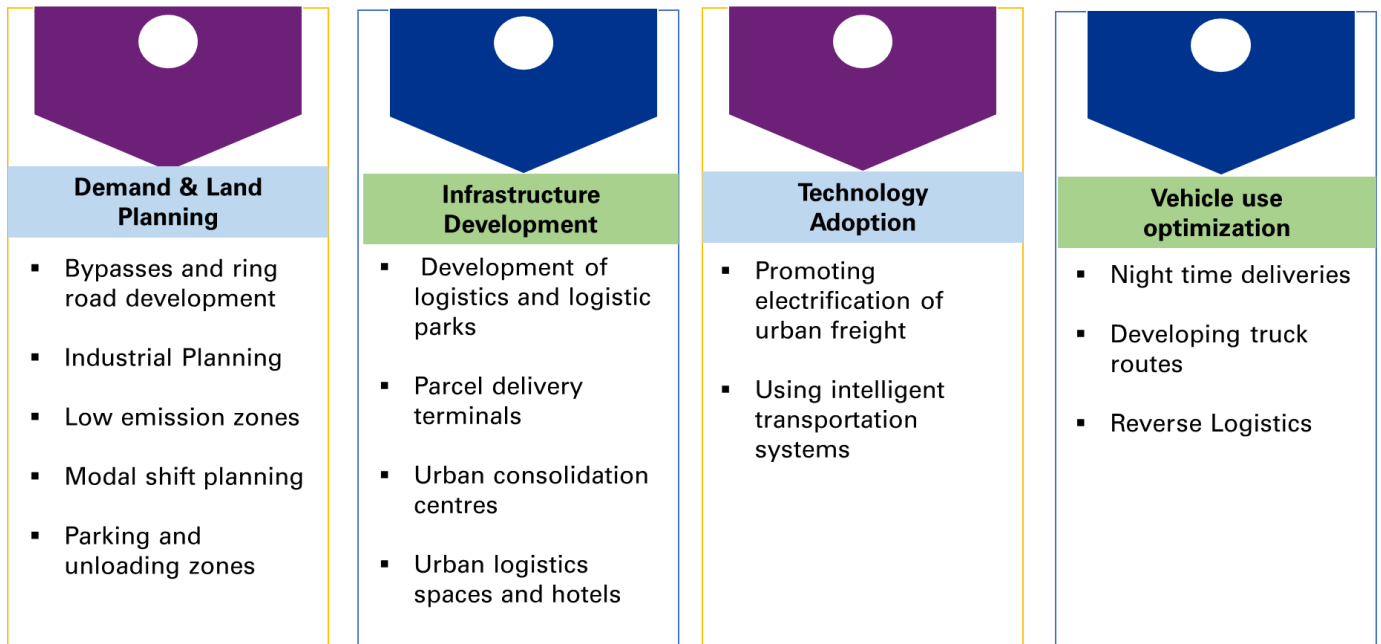 Demand & Land
Planning
▪ Bypasses and ring
road development
▪ Industrial Planning
▪ Low emission zones
▪ Modal shift planning
▪ Parking and
unloading zones
Infrastructure
Development
▪ Development of
logistics and logistic
parks
▪ Parcel delivery
terminals
▪ Urban consolidation
centres
▪ Urban logistics
spaces and hotels
Technology
Adoption
▪ Promoting
electrification of
urban freight
▪ Using intelligent
transportation
systems
Vehicle use
optimization
▪ Night time deliveries
▪ Developing truck
routes
▪ Reverse Logistics